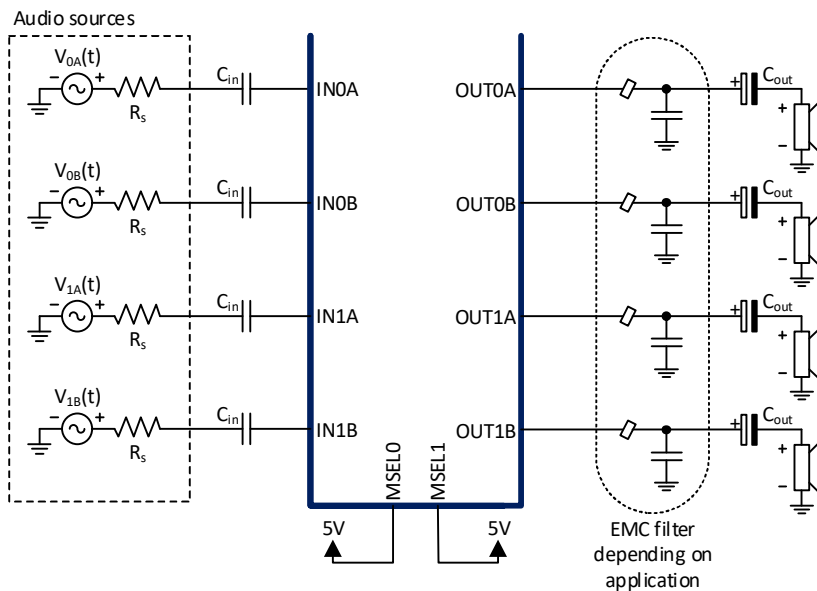 Audio sources
V0A(t)
Cin
Cout
- +
+
IN0A
OUT0A
+
Rs
-
V0B(t)
Cin
Cout
- +
+
IN0B
OUT0B
+
Rs
-
V1A(t)
Cin
Cout
- +
+
IN1A
OUT1A
+
Rs
-
V1B(t)
Cin
Cout
- +
+
IN1B
OUT1B
+
Rs
-
MSEL0
MSEL1
5V
5V
EMC filter
depending on
application